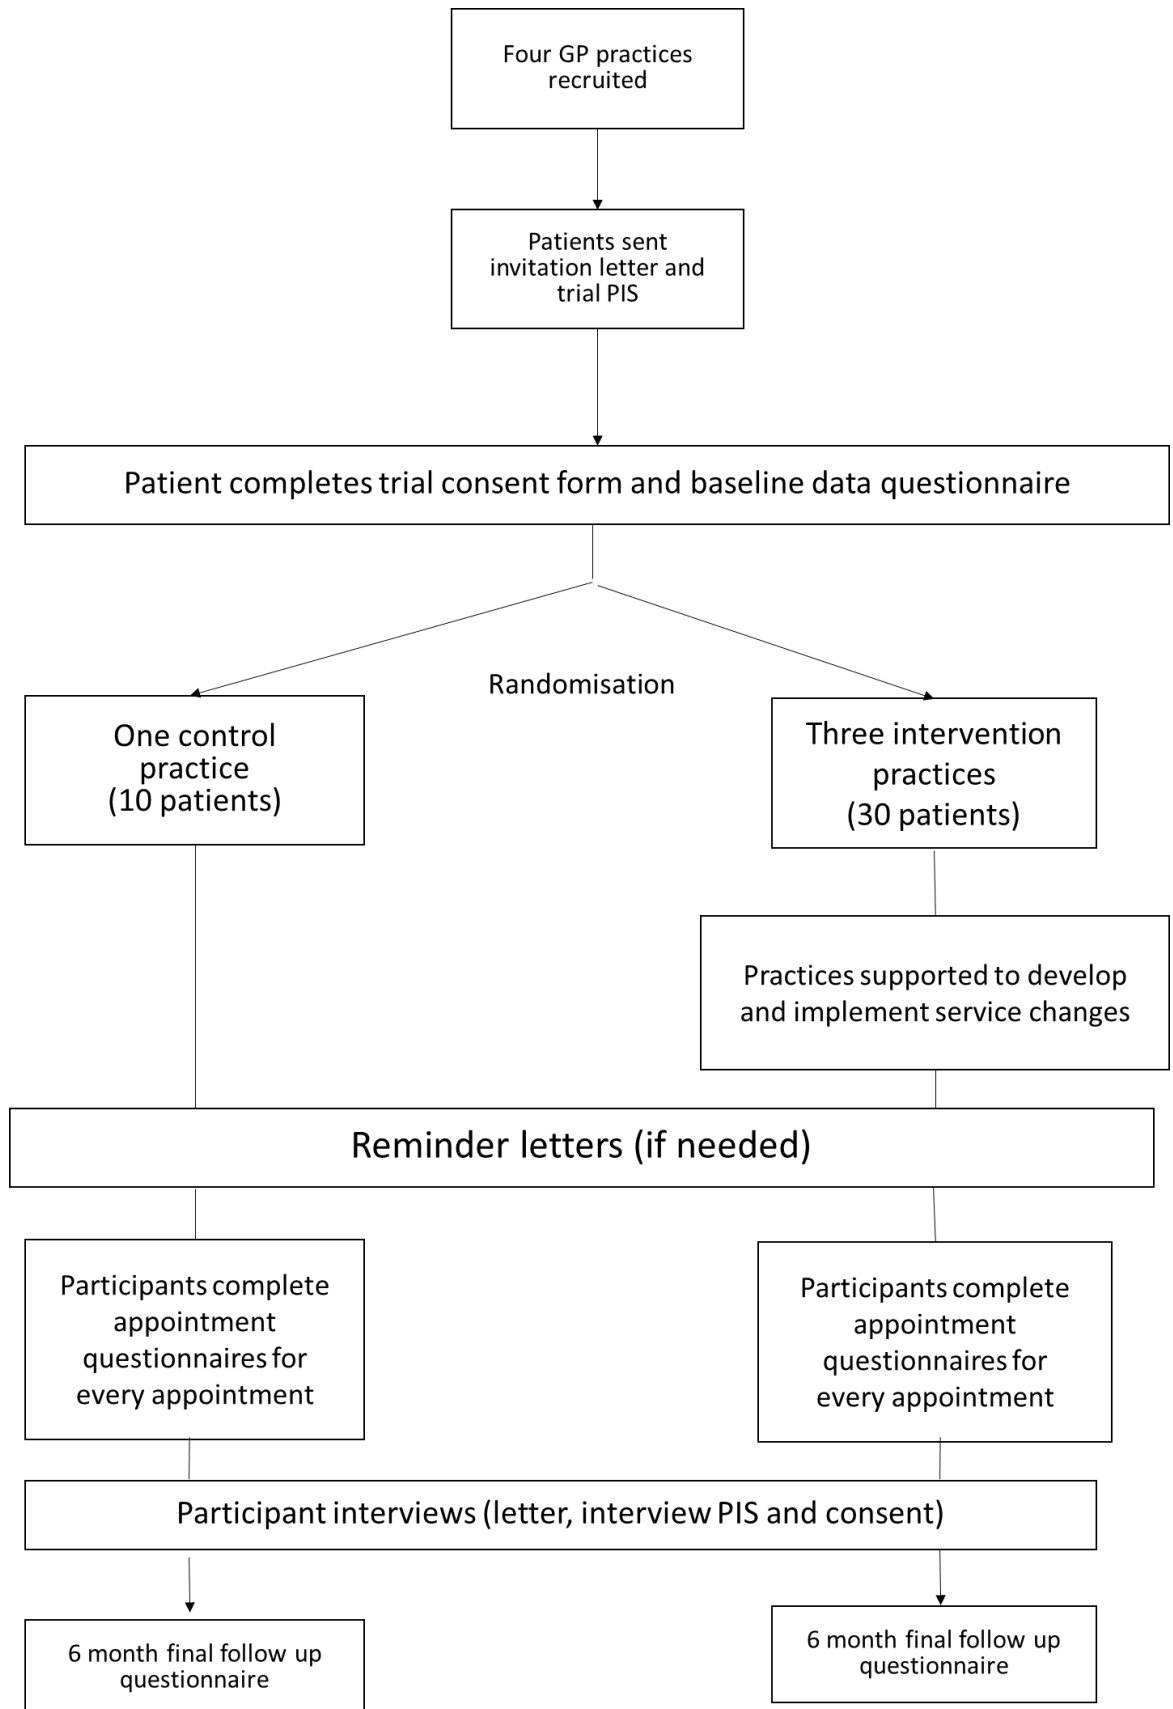 Four GP practices
recruited
Patients sent
invitation letter and
trial PIS
Patient completes trial consent form and baseline data questionnaire
Randomisation
One control
practice
(10 patients)
Three intervention
practices
(30 patients)
Practices supported to develop
and implement service changes
Reminder letters (if needed)
Participants complete
appointment
questionnaires for
every appointment
Participants complete
appointment
questionnaires for
every appointment
Participant interviews (letter, interview PIS and consent)
6 month final follow up
questionnaire
6 month final follow up
questionnaire